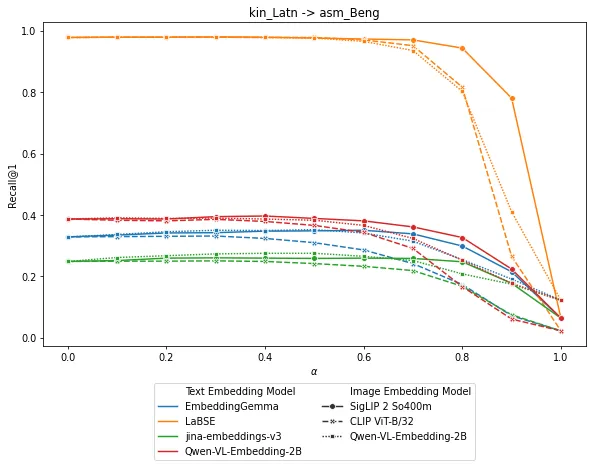 kin_Latn -> asm_Beng
Recall@1
1.0
0.8
0.6
0.4
0.2
0.0
0.0 0.2 0.4 0.6 0.8 1.0
α
Text Embedding Model
EmbeddingGemma
LaBSE
jina-embeddings-v3
Qwen-VL-Embedding-2B
Image Embedding Model
SigLIP 2 So400m
CLIP ViT-B/32
Qwen-VL-Embedding-2B